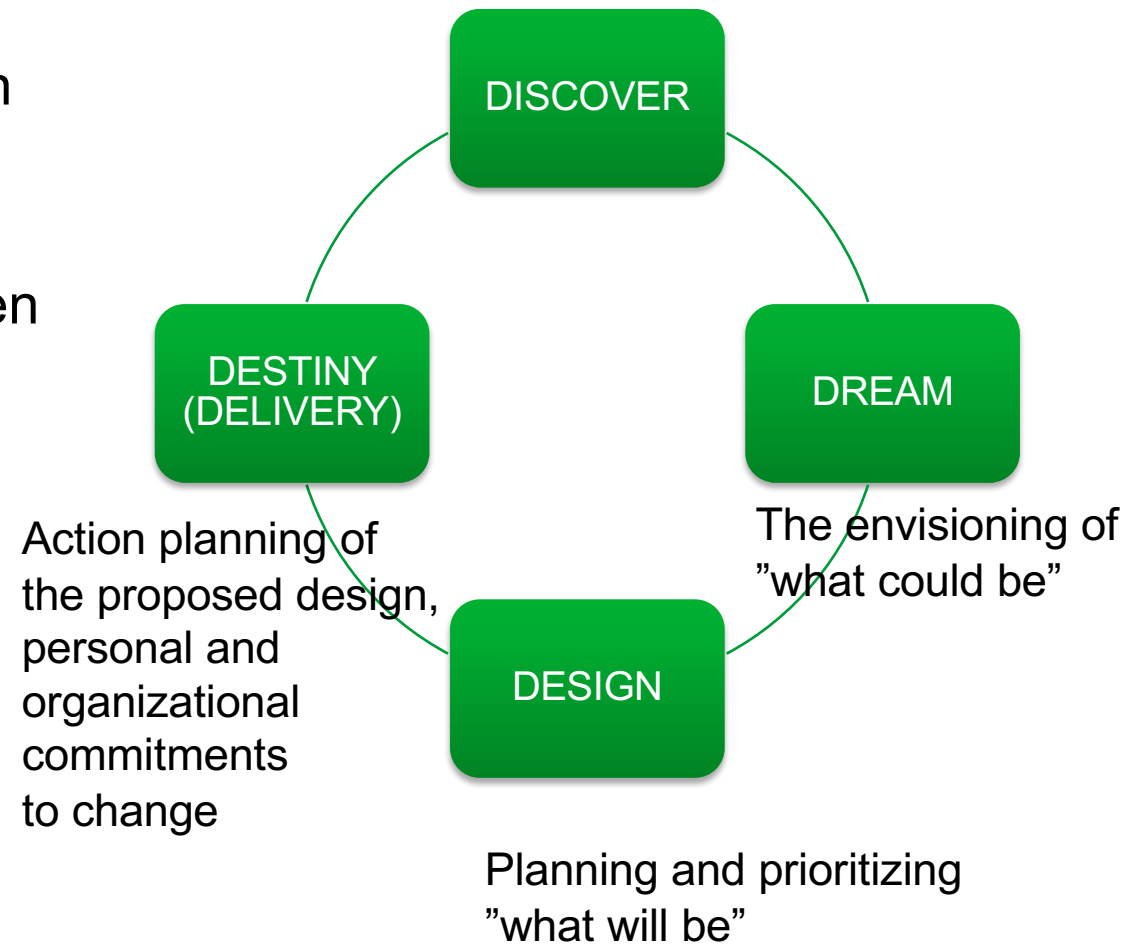 DISCOVER
DREAM
The envisioning of
”what could be”
DESIGN
Planning and prioritizing
”what will be”
DESTINY
(DELIVERY)
Action planning of
the proposed design,
personal and
organizational
commitments
to change